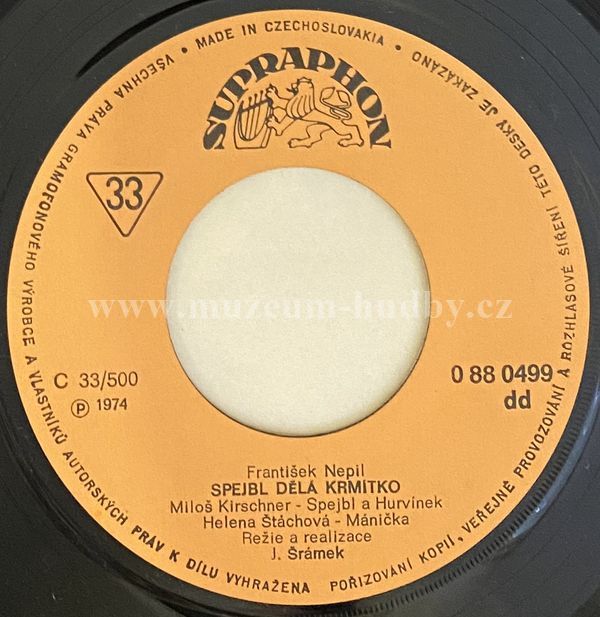 VŠECHNA PRÁVA GRAMOFONOVÉHO VÝROBCE A VLASTNÍKŮ AUTORSKÝCH PRÁV K DÍLU VYHRAŽENA
• MADE IN CZECHOSLOVAKIA •
POŘIZOVÁNÍ KOPIÍ, VEŘEJNÉ PROVOZOVÁNÍ A ROZHLASOVÉ ŠÍŘENÍ TÉTO DESKY JE ZAKÁZÁNO
SUPRAPHON
33
www.muzeum-hudby.cz
C 33/500
Ⓟ 1974
0 88 0499
dd
František Nepil
SPEJBL DĚLÁ KRMÍTKO
Miloš Kirschner - Spejbl a Hurvínek
Helena Štáchová - Mánička
Režie a realizace
J. Šrámek